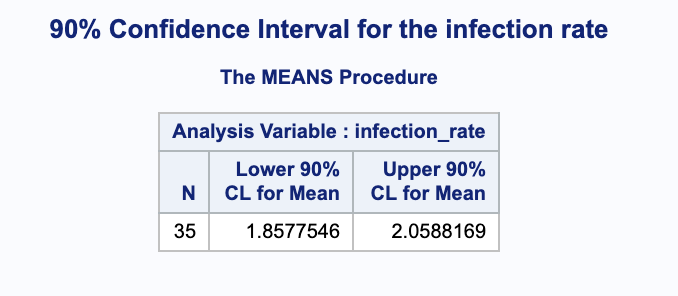 90% Confidence Interval for the infection rate
The MEANS Procedure
Analysis Variable : infection_rate
N Lower 90% CL for Mean Upper 90% CL for Mean
35 1.8577546 2.0588169